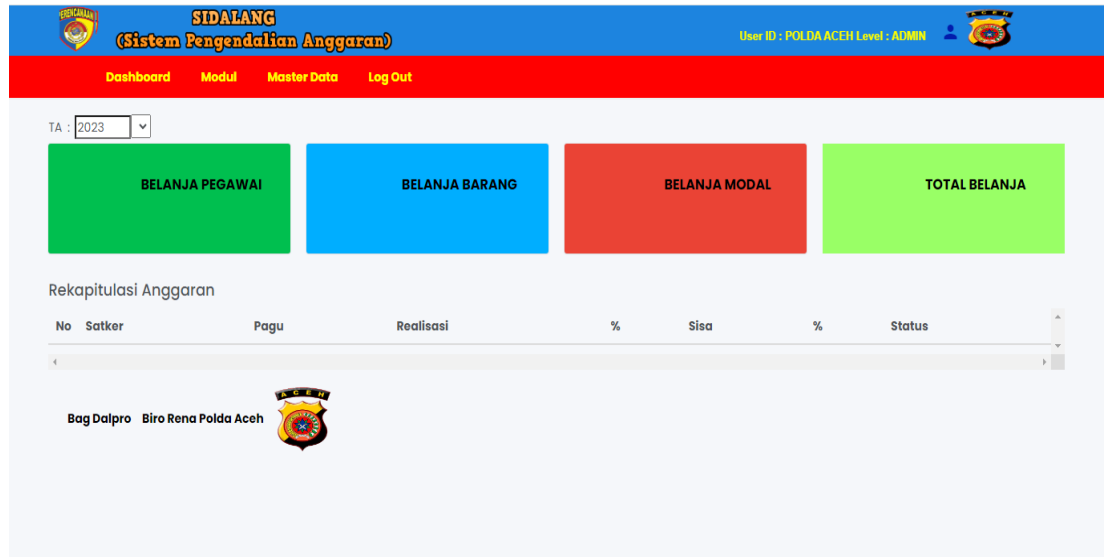 PERENCANAAN
SIDALANG
(Sistem Pengendalian Anggaran)
User ID : POLDA ACEH Level : ADMIN
ACEH
Dashboard Modul Master Data Log Out
TA : 2023
BELANJA PEGAWAI BELANJA BARANG BELANJA MODAL TOTAL BELANJA
Rekapitulasi Anggaran
No Satker Pagu Realisasi % Sisa % Status
ACEH
Bag Dalpro Biro Rena Polda Aceh